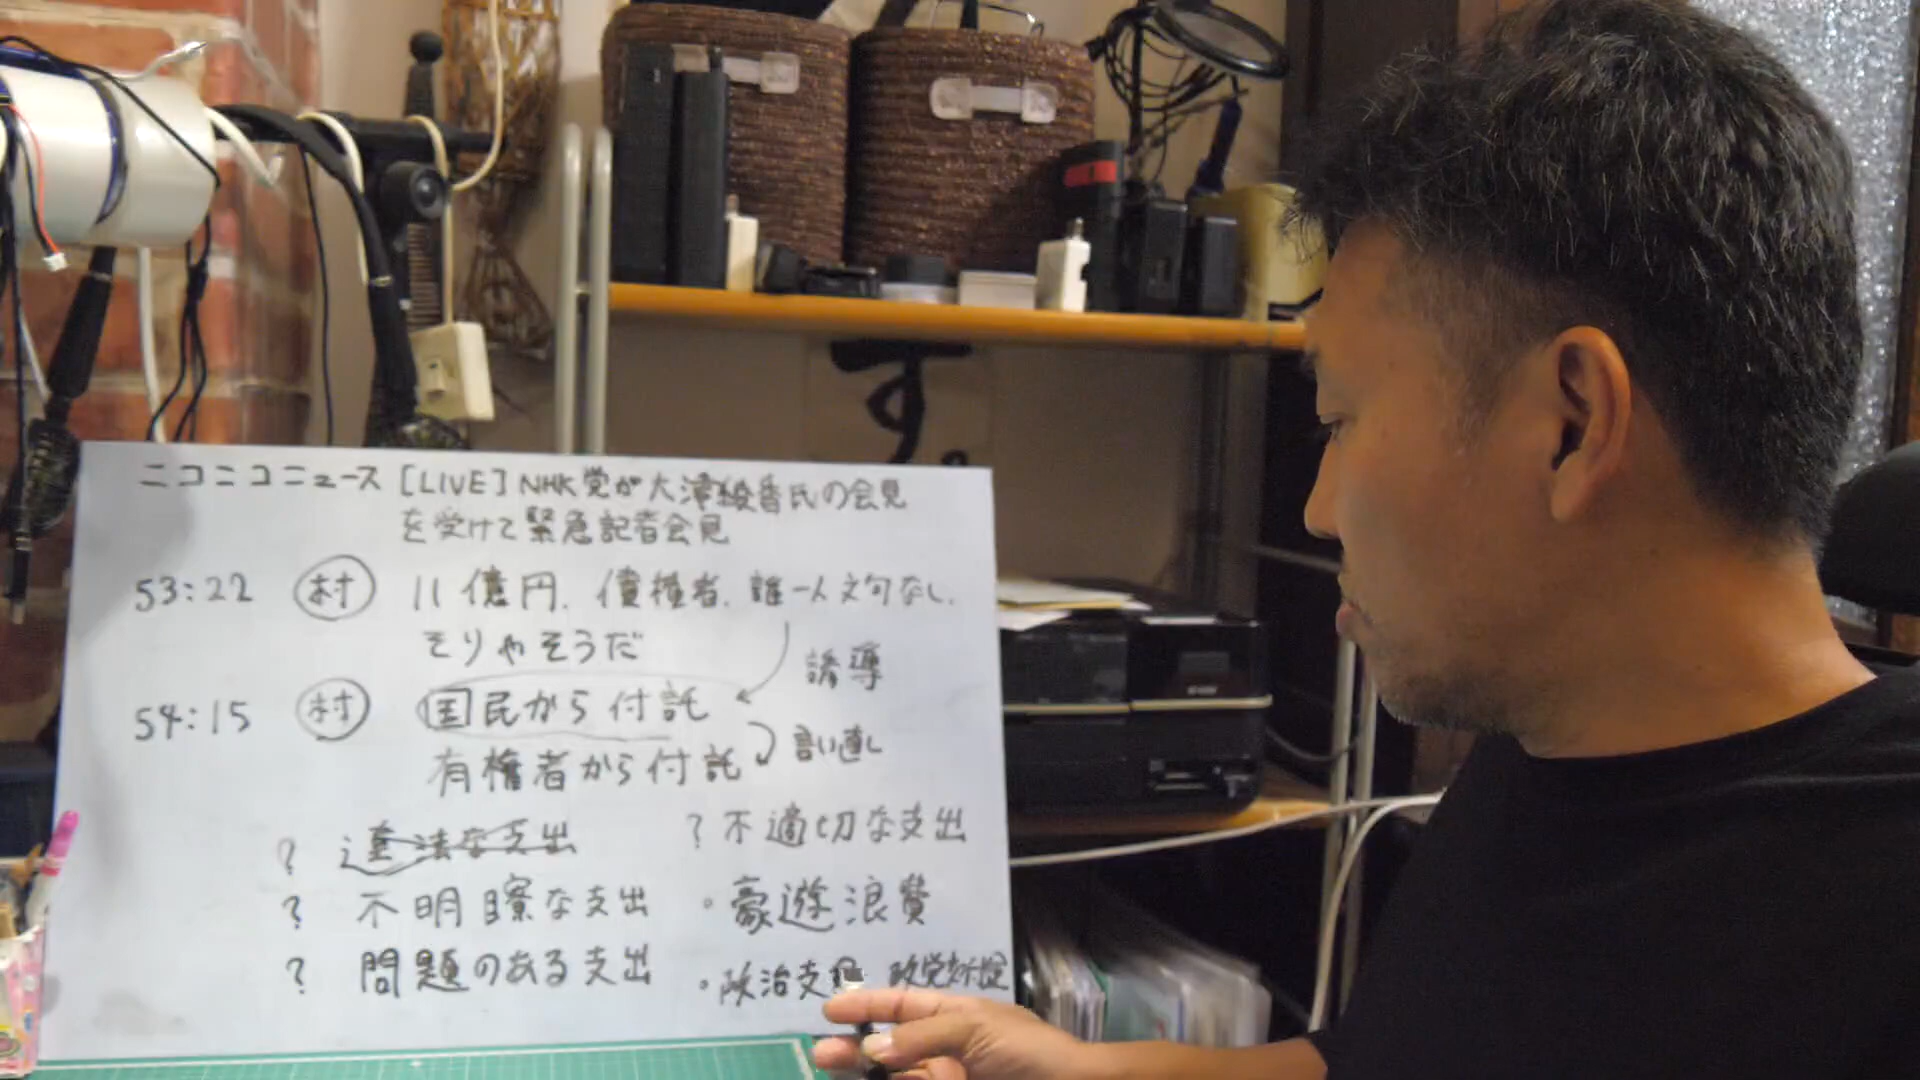 す。
ニコニコニュース [LIVE] NHK党が大津綾香氏の会見
を受けて緊急記者会見
53:22 村 11億円、債権者、誰一人文句なし、
そりゃそうだ
誘導
54:15 村 国民から付託
言い直し
有権者から付託
? 違法な支出 ? 不適切な支出
? 不明瞭な支出 ・豪遊浪費
? 問題のある支出 ・政治支出 政党交付金